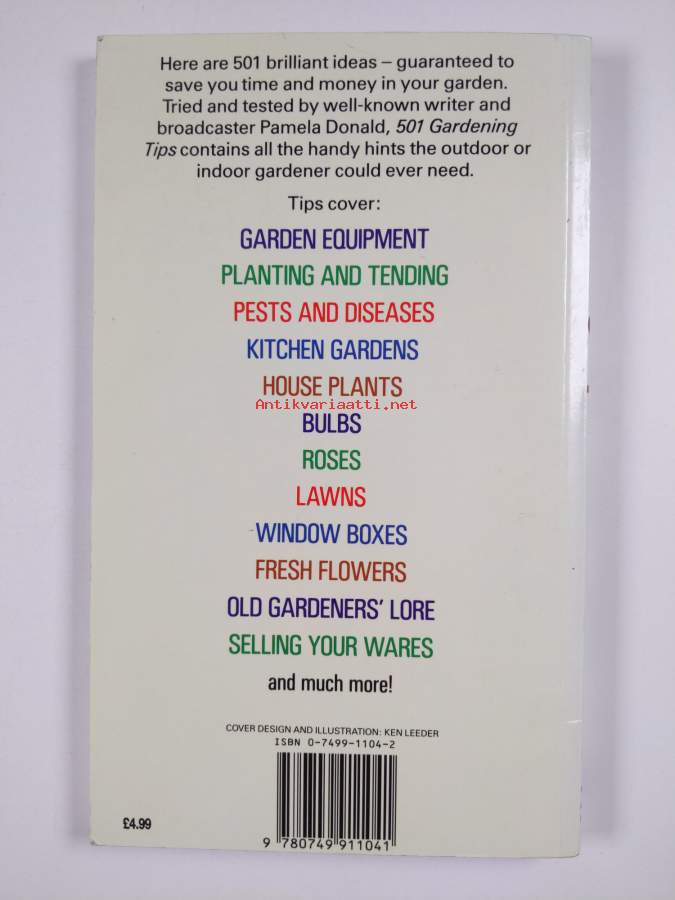 Here are 501 brilliant ideas – guaranteed to
save you time and money in your garden.
Tried and tested by well-known writer and
broadcaster Pamela Donald, 501 Gardening
Tips contains all the handy hints the outdoor or
indoor gardener could ever need.
Tips cover:
GARDEN EQUIPMENT
PLANTING AND TENDING
PESTS AND DISEASES
KITCHEN GARDENS
HOUSE PLANTS
Antikvariaatti.net
BULBS
ROSES
LAWNS
WINDOW BOXES
FRESH FLOWERS
OLD GARDENERS' LORE
SELLING YOUR WARES
and much more!
COVER DESIGN AND ILLUSTRATION: KEN LEEDER
ISBN 0-7499-1104-2
£4.99
9 780749 911041